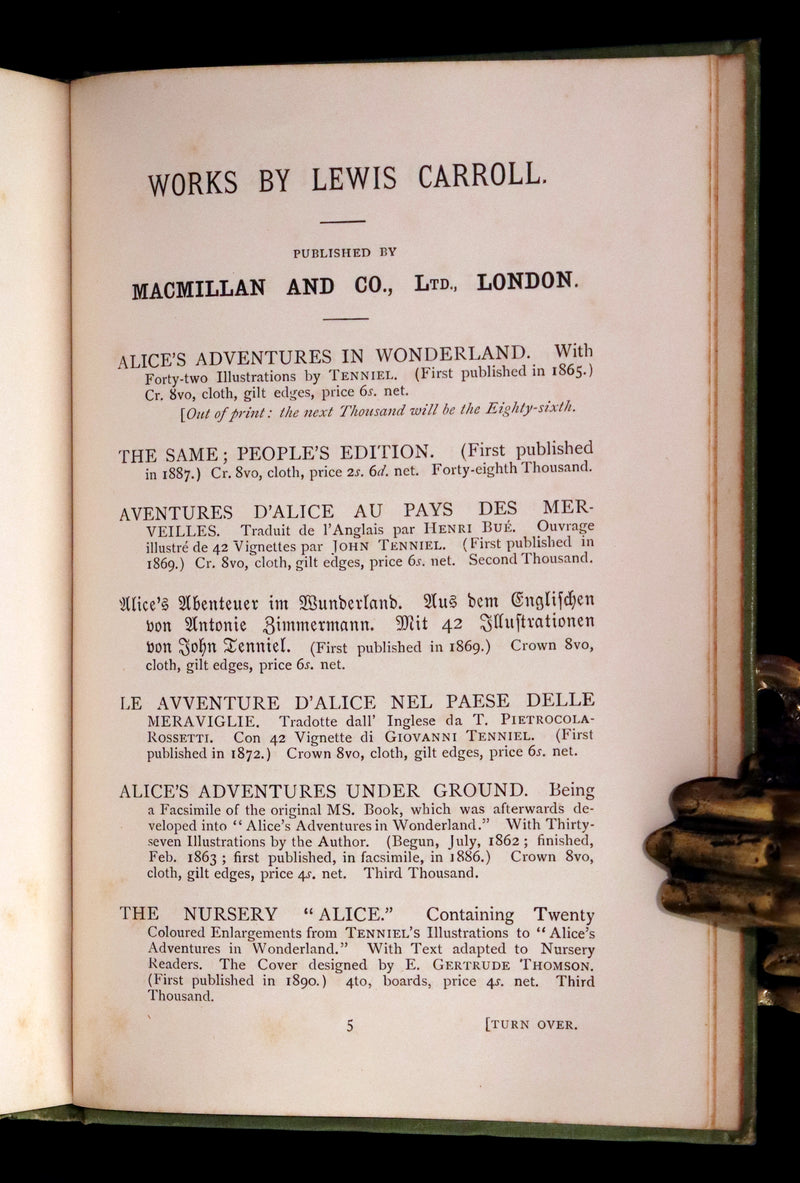 WORKS BY LEWIS CARROLL.
PUBLISHED BY
MACMILLAN AND CO., LTD., LONDON.
ALICE'S ADVENTURES IN WONDERLAND. With
Forty-two Illustrations by TENNIEL. (First published in 1865.)
Cr. 8vo, cloth, gilt edges, price 6s. net.
[Out of print: the next Thousand will be the Eighty-sixth.
THE SAME; PEOPLE'S EDITION. (First published
in 1887.) Cr. 8vo, cloth, price 2s. 6d. net. Forty-eighth Thousand.
AVENTURES D'ALICE AU PAYS DES MER-
VEILLES. Traduit de l'Anglais par HENRI BUÉ. Ouvrage
illustré de 42 Vignettes par JOHN TENNIEL. (First published in
1869.) Cr. 8vo, cloth, gilt edges, price 6s. net. Second Thousand.
Alice's Abenteuer im Wunderland. Aus dem Englischen
von Antonie Zimmermann. Mit 42 Illustrationen
von John Tenniel. (First published in 1869.) Crown 8vo,
cloth, gilt edges, price 6s. net.
LE AVVENTURE D'ALICE NEL PAESE DELLE
MERAVIGLIE. Tradotte dall' Inglese da T. PIETROCOLA-
ROSSETTI. Con 42 Vignette di GIOVANNI TENNIEL. (First
published in 1872.) Crown 8vo, cloth, gilt edges, price 6s. net.
ALICE'S ADVENTURES UNDER GROUND. Being
a Facsimile of the original MS. Book, which was afterwards de-
veloped into "Alice's Adventures in Wonderland." With Thirty-
seven Illustrations by the Author. (Begun, July, 1862; finished,
Feb. 1863; first published, in facsimile, in 1886.) Crown 8vo,
cloth, gilt edges, price 4s. net. Third Thousand.
THE NURSERY "ALICE." Containing Twenty
Coloured Enlargements from TENNIEL'S Illustrations to "Alice's
Adventures in Wonderland." With Text adapted to Nursery
Readers. The Cover designed by E. GERTRUDE THOMSON.
(First published in 1890.) 4to, boards, price 4s. net. Third
Thousand.
5 [TURN OVER.